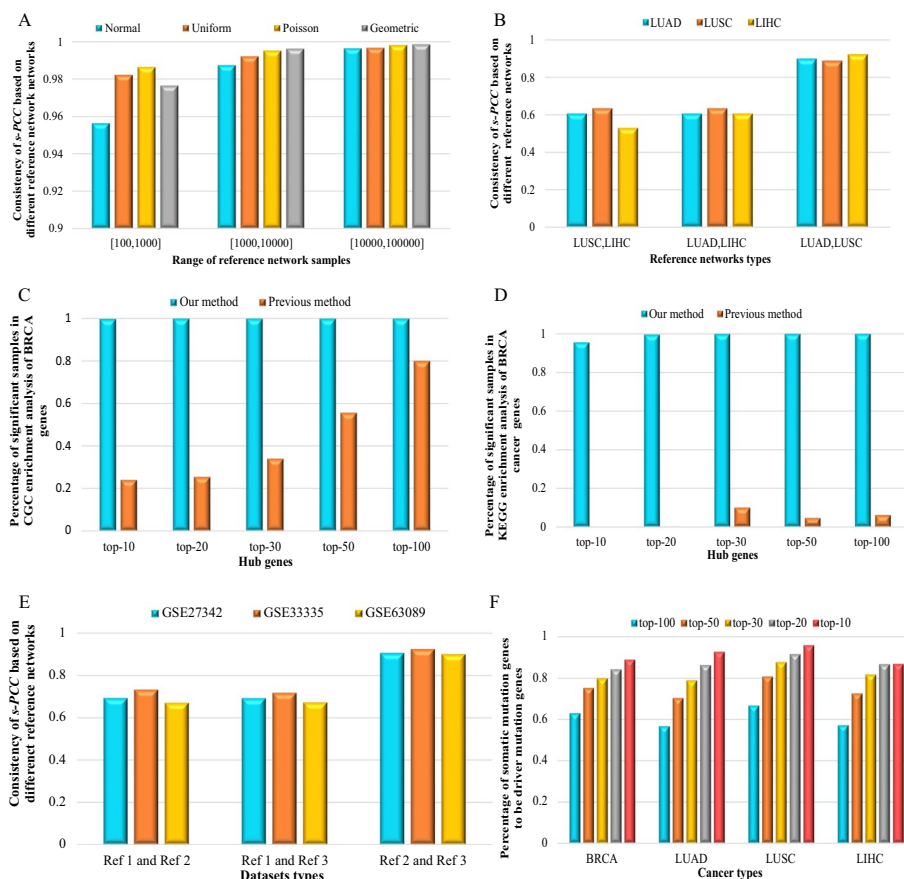 A
Normal Uniform Poisson Geometric
Consistency of s-PCC based on
different reference network networks
1
0.98
0.96
0.94
0.92
0.9
[100,1000] [1000,10000] [10000,100000]
Range of reference network samples
B
LUAD LUSC LIHC
Consistency of s-PCC based on
different reference networks
1
0.8
0.6
0.4
0.2
0
LUSC,LIHC LUAD,LIHC LUAD,LUSC
Reference networks types
C
Our method Previous method
Percentage of significant samples in
CGC enrichment analysis of BRCA
genes
1
0.8
0.6
0.4
0.2
0
top-10 top-20 top-30 top-50 top-100
Hub genes
D
Our method Previous method
Percentage of significant samples in
KEGG enrichment analysis of BRCA
cancer genes
1
0.8
0.6
0.4
0.2
0
top-10 top-20 top-30 top-50 top-100
Hub genes
E
GSE27342 GSE33335 GSE63089
Consistency of s-PCC based on
differenct reference networks
1
0.8
0.6
0.4
0.2
0
Ref 1 and Ref 2 Ref 1 and Ref 3 Ref 2 and Ref 3
Datasets types
F
top-100 top-50 top-30 top-20 top-10
Percentage of somatic mutation genes
to be driver mutation genes
1
0.8
0.6
0.4
0.2
0
BRCA LUAD LUSC LIHC
Cancer types